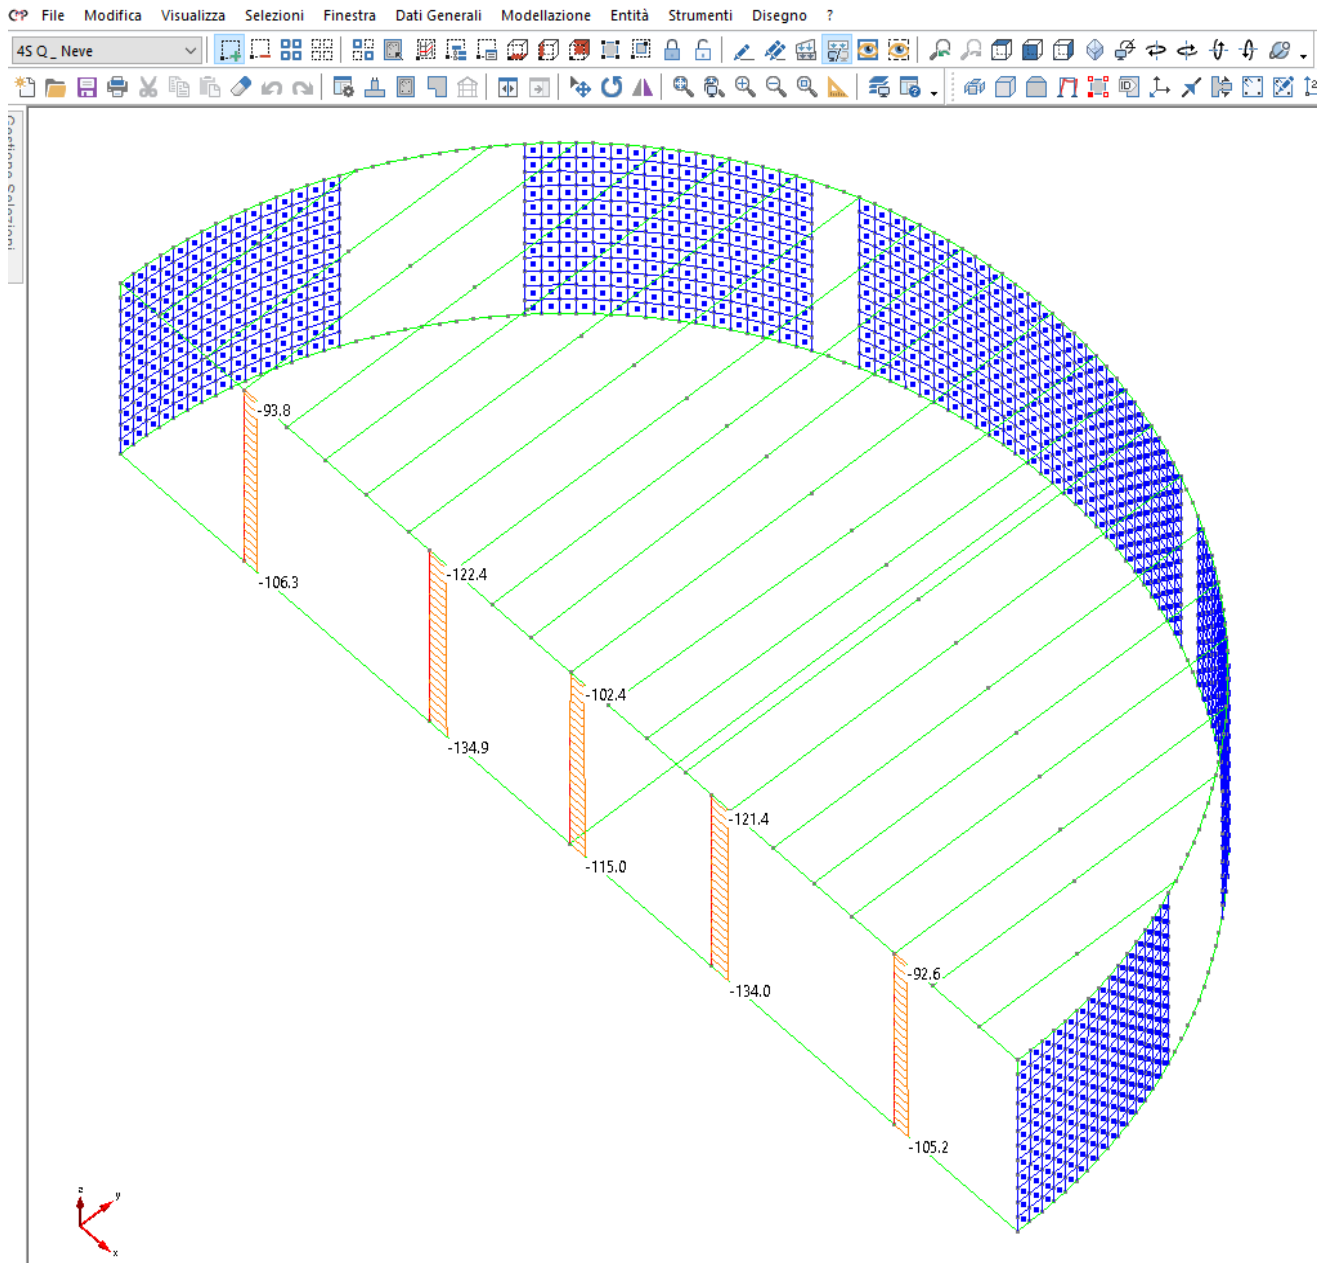 File Modifica Visualizza Selezioni Finestra Dati Generali Modellazione Entità Strumenti Disegno ?
4S Q_ Neve
ID
-93.8
-106.3
-122.4
-134.9
-102.4
-115.0
-121.4
-134.0
-92.6
-105.2
z
y
x